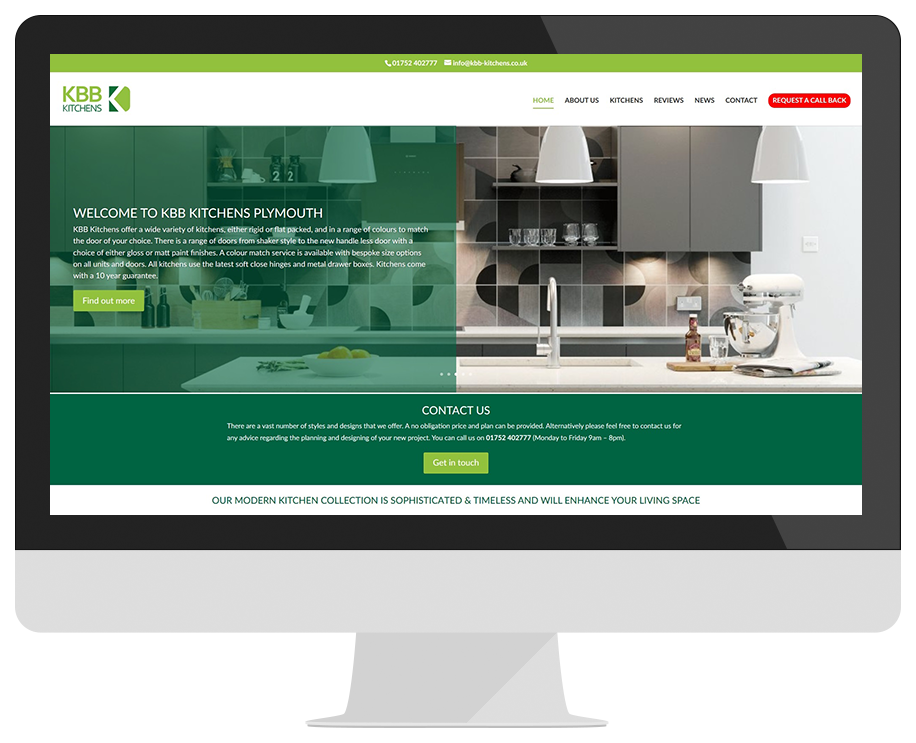 01752 402777 info@kbb-kitchens.co.uk
KBB
KITCHENS
HOME ABOUT US KITCHENS REVIEWS NEWS CONTACT REQUEST A CALL BACK
WELCOME TO KBB KITCHENS PLYMOUTH
KBB Kitchens offer a wide variety of kitchens, either rigid or flat packed, and in a range of colours to match
the door of your choice. There is a range of doors from shaker style to the new handle less door with a
choice of either gloss or matt paint finishes. A colour match service is available with bespoke size options
on all units and doors. All kitchens use the latest soft close hinges and metal drawer boxes. Kitchens come
with a 10 year guarantee.
Find out more
CONTACT US
There are a vast number of styles and designs that we offer. A no obligation price and plan can be provided. Alternatively please feel free to contact us for
any advice regarding the planning and designing of your new project. You can call us on 01752 402777 (Monday to Friday 9am – 8pm).
Get in touch
OUR MODERN KITCHEN COLLECTION IS SOPHISTICATED & TIMELESS AND WILL ENHANCE YOUR LIVING SPACE